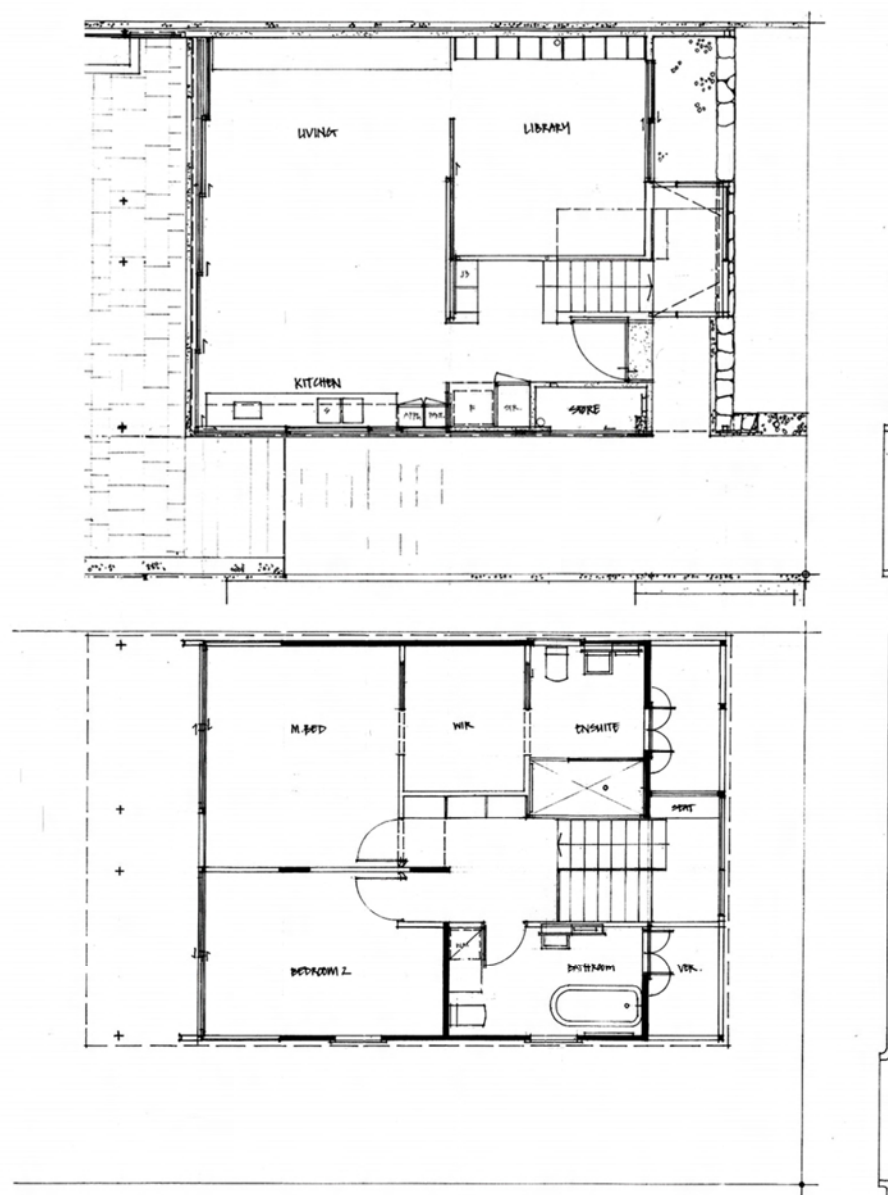 LIVING
LIBRARY
KITCHEN
STORE
M.BED
WIR
ENSUITE
SEAT
BEDROOM 2
BATHROOM
VER.